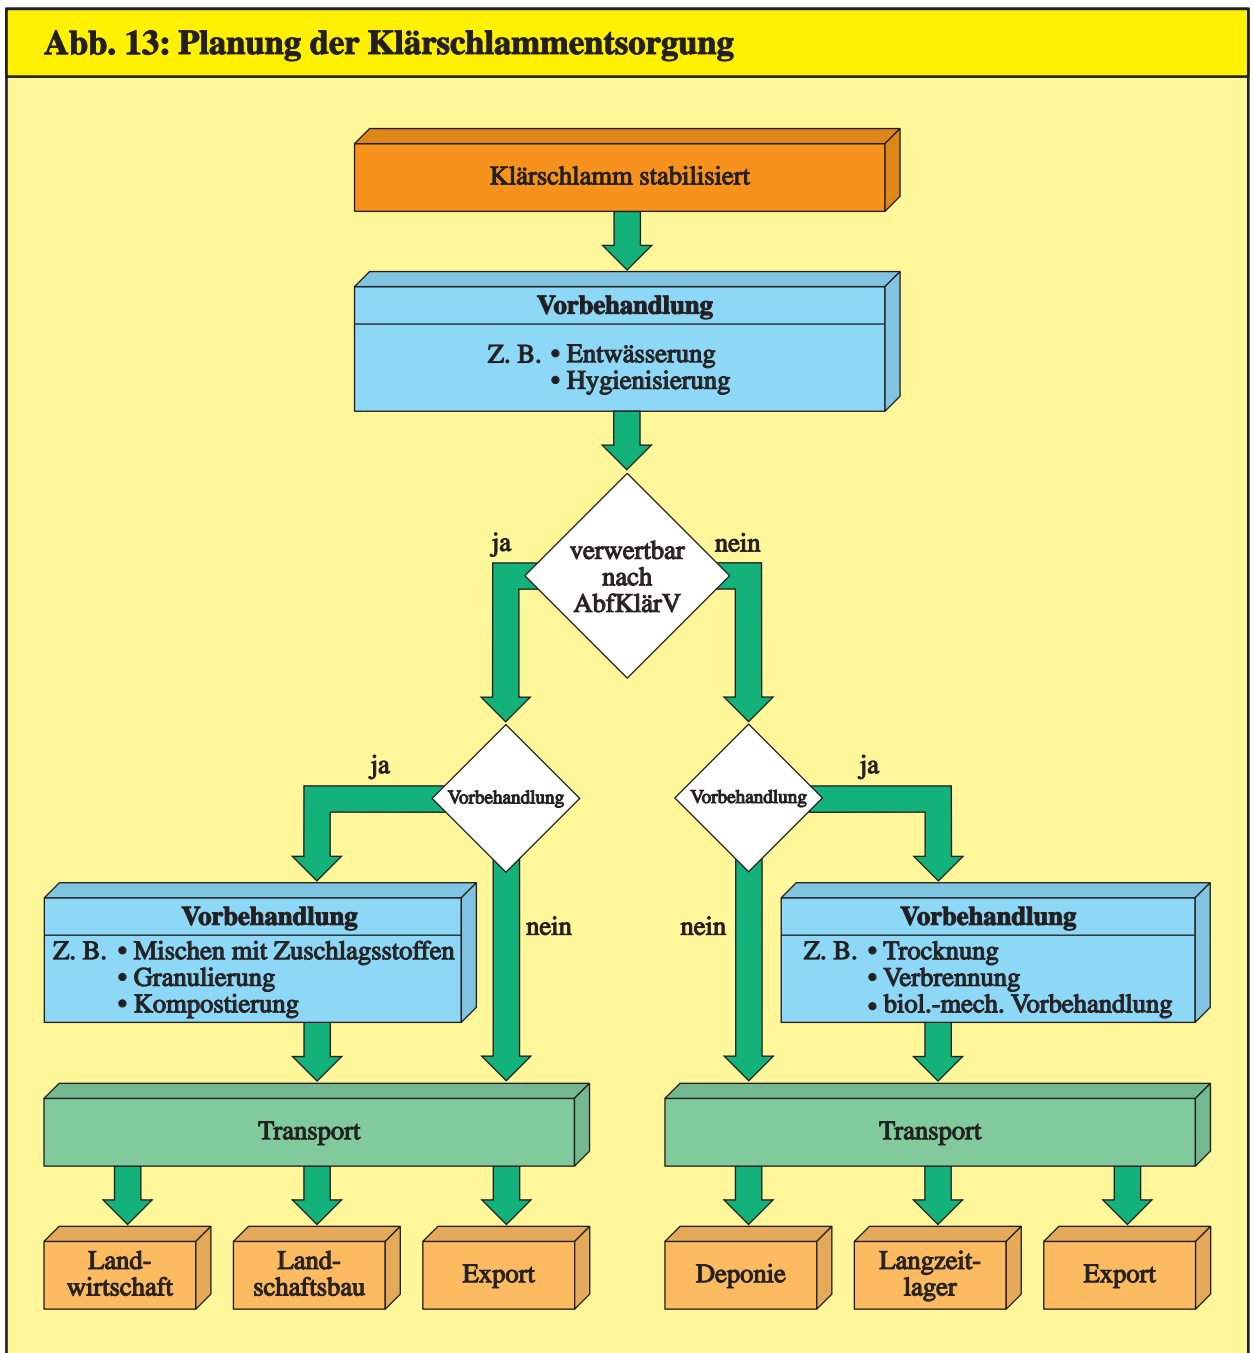 Abb. 13: Planung der Klärschlammentsorgung
Klärschlamm stabilisiert
Vorbehandlung
Z. B. • Entwässerung
• Hygienisierung
ja
nein
verwertbar
nach
AbfKlärV
ja
Vorbehandlung
Vorbehandlung
ja
Vorbehandlung
Z. B. • Mischen mit Zuschlagsstoffen
• Granulierung
• Kompostierung
nein
nein
Vorbehandlung
Z. B. • Trocknung
• Verbrennung
• biol.-mech. Vorbehandlung
Transport
Transport
Land-
wirtschaft
Land-
schaftsbau
Export
Deponie
Langzeit-
lager
Export